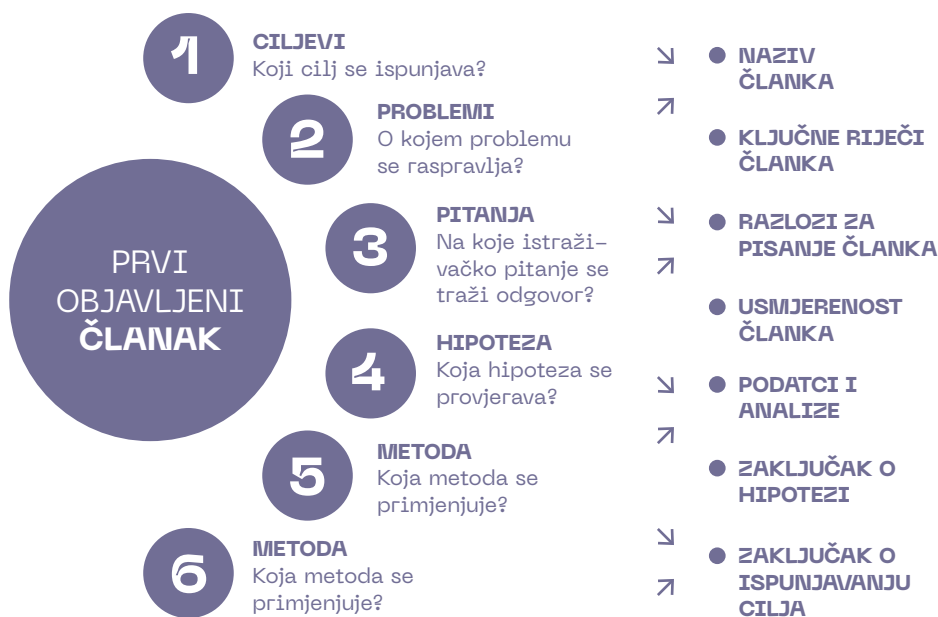 PRVI
OBJAVLJENI
ČLANAK
1
CILJEVI
Koji cilj se ispunjava?
2
PROBLEMI
O kojem problemu
se raspravlja?
3
PITANJA
Na koje istraži–
vačko pitanje se
traži odgovor?
4
HIPOTEZA
Koja hipoteza se
provjerava?
5
METODA
Koja metoda se
primjenjuje?
6
METODA
Koja metoda se
primjenjuje?
NAZIV
ČLANKA
KLJUČNE RIJEČI
ČLANKA
RAZLOZI ZA
PISANJE ČLANKA
USMJERENOST
ČLANKA
PODATCI I
ANALIZE
ZAKLJUČAK O
HIPOTEZI
ZAKLJUČAK O
ISPUNJAVANJU
CILJA